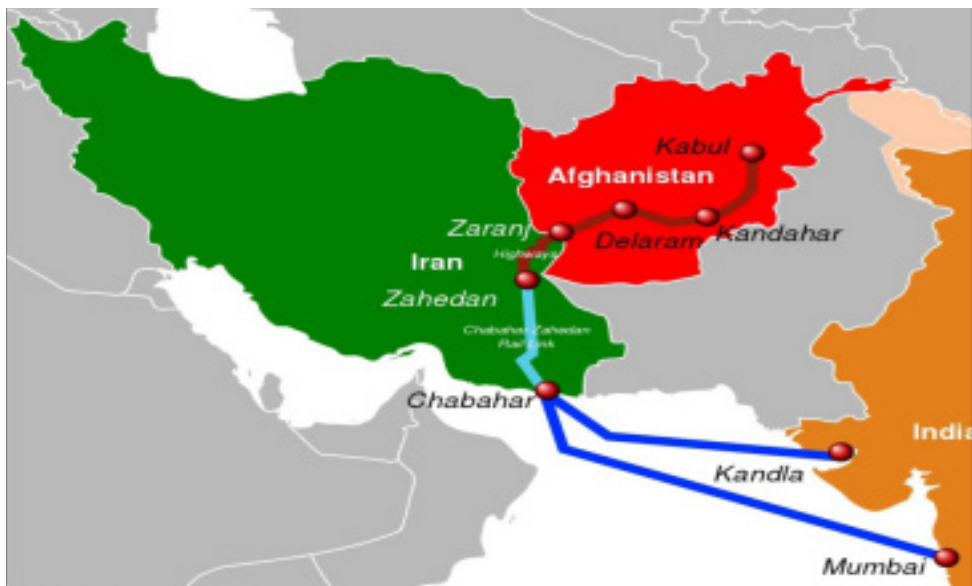 Kabul
Afghanistan
Zaranj
Delaram
Kandahar
Highways
Iran
Zahedan
Chabahar Zahedan
Rail Link
Chabahar
India
Kandla
Mumbai